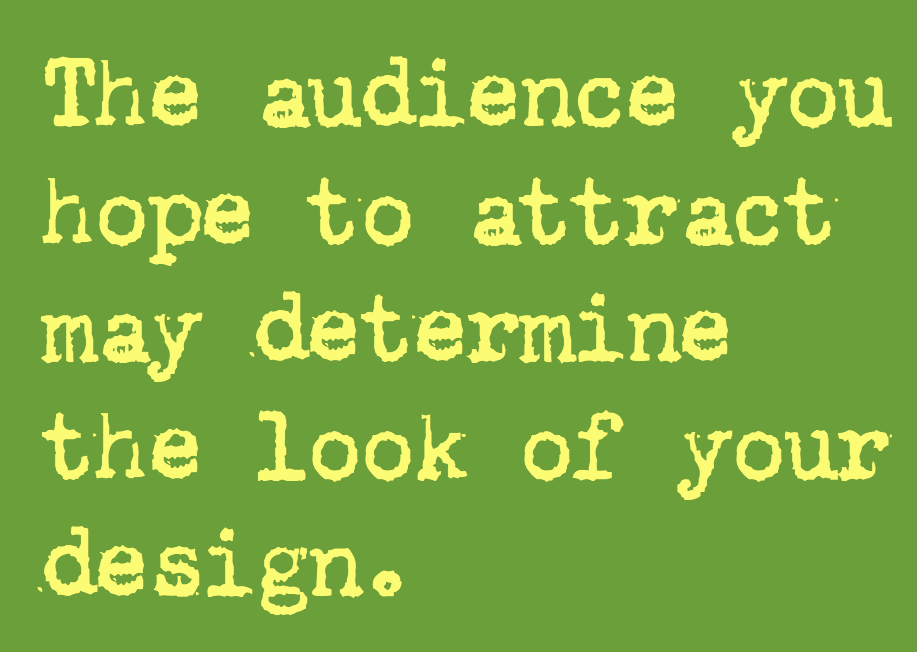 The audience you
hope to attract
may determine
the look of your
design.